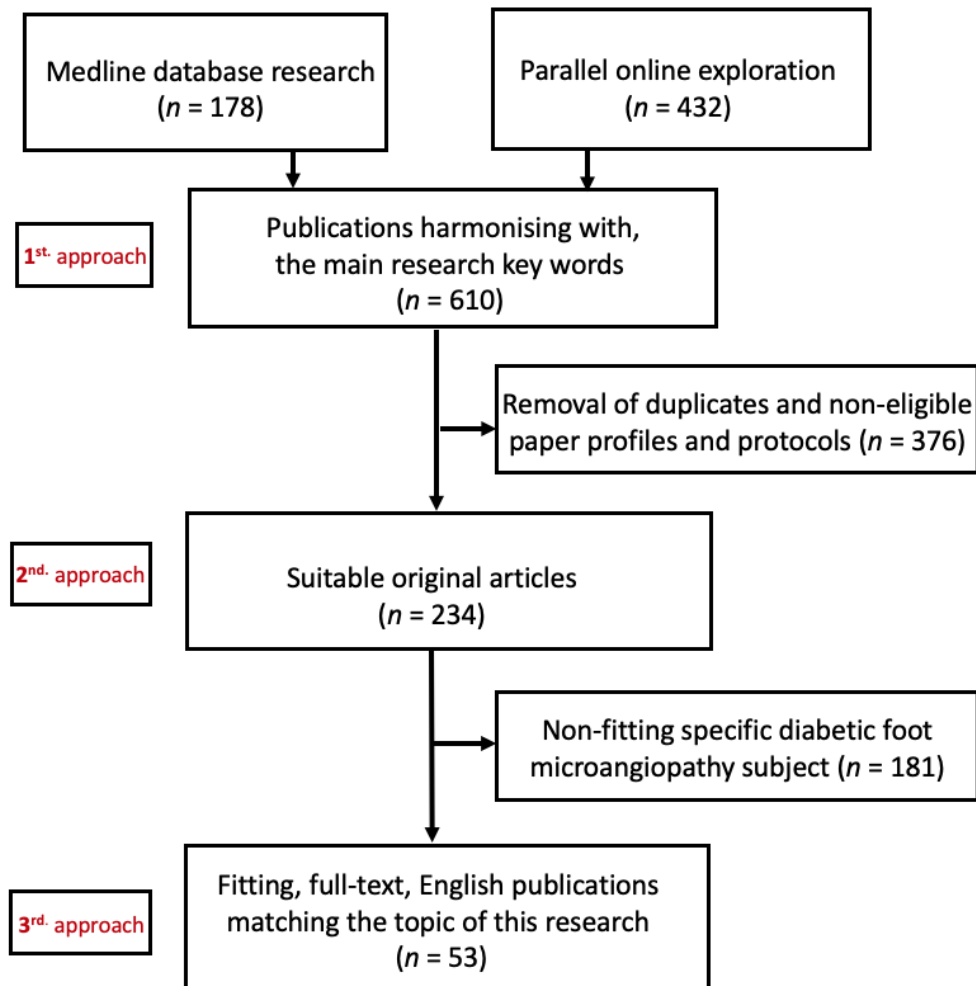 Medline database research
(n = 178)
Parallel online exploration
(n = 432)
1st. approach
Publications harmonising with,
the main research key words
(n = 610)
Removal of duplicates and non-eligible
paper profiles and protocols (n = 376)
2nd. approach
Suitable original articles
(n = 234)
Non-fitting specific diabetic foot
microangiopathy subject (n = 181)
3rd. approach
Fitting, full-text, English publications
matching the topic of this research
(n = 53)